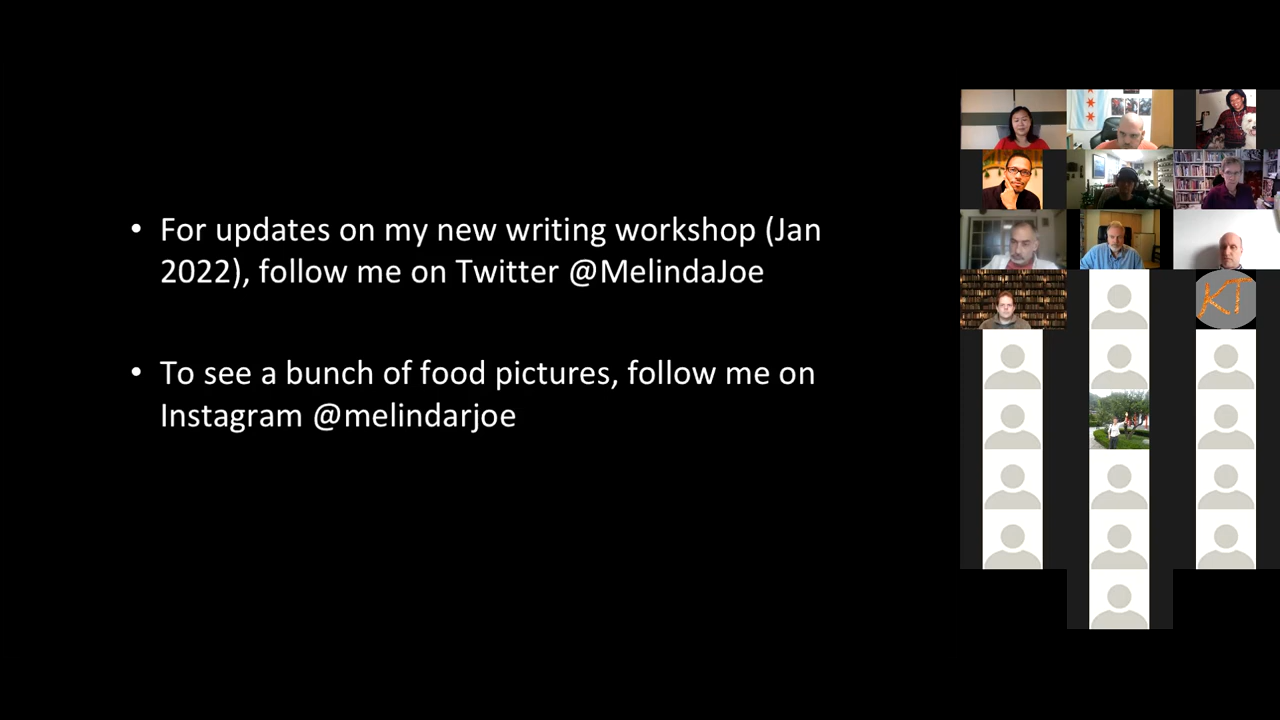 • For updates on my new writing workshop (Jan
2022), follow me on Twitter @MelindaJoe
• To see a bunch of food pictures, follow me on
Instagram @melindarjoe
KT